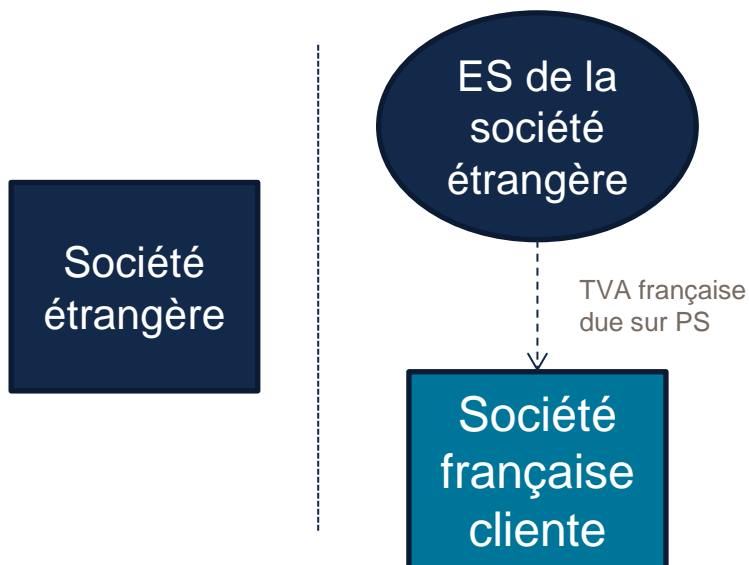 ES de la
société
étrangère
Société
étrangère
TVA française
due sur PS
Société
française
cliente